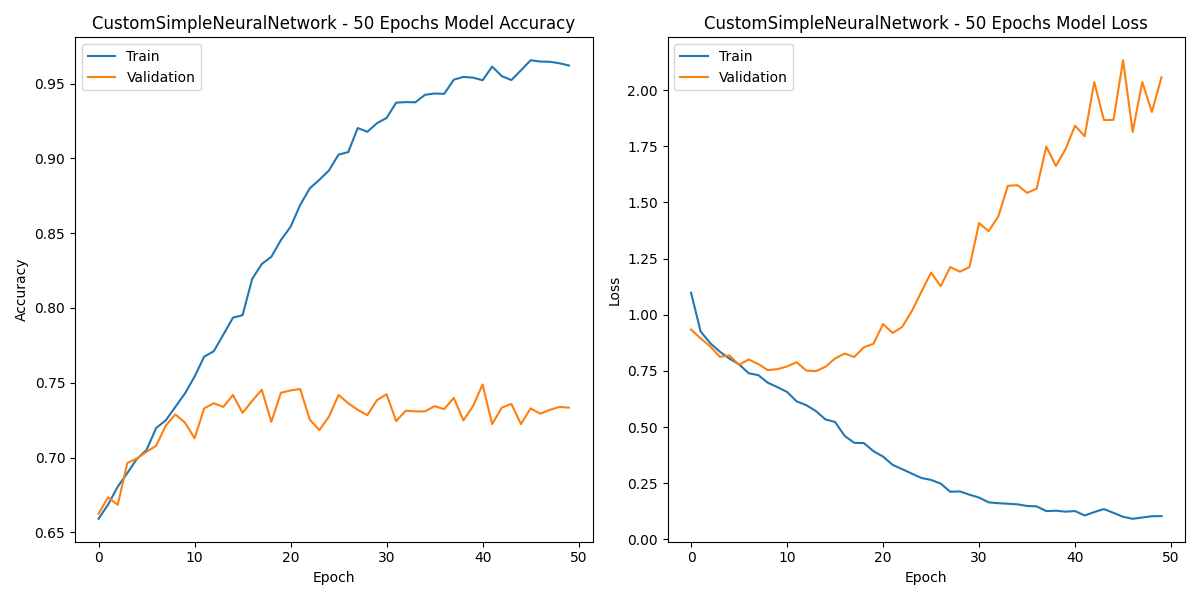 CustomSimpleNeuralNetwork - 50 Epochs Model Accuracy
Train
Validation
0.95
0.90
0.85
0.80
0.75
0.70
0.65
Accuracy
0 10 20 30 40 50
Epoch
CustomSimpleNeuralNetwork - 50 Epochs Model Loss
Train
Validation
2.00
1.75
1.50
1.25
1.00
0.75
0.50
0.25
0.00
Loss
0 10 20 30 40 50
Epoch